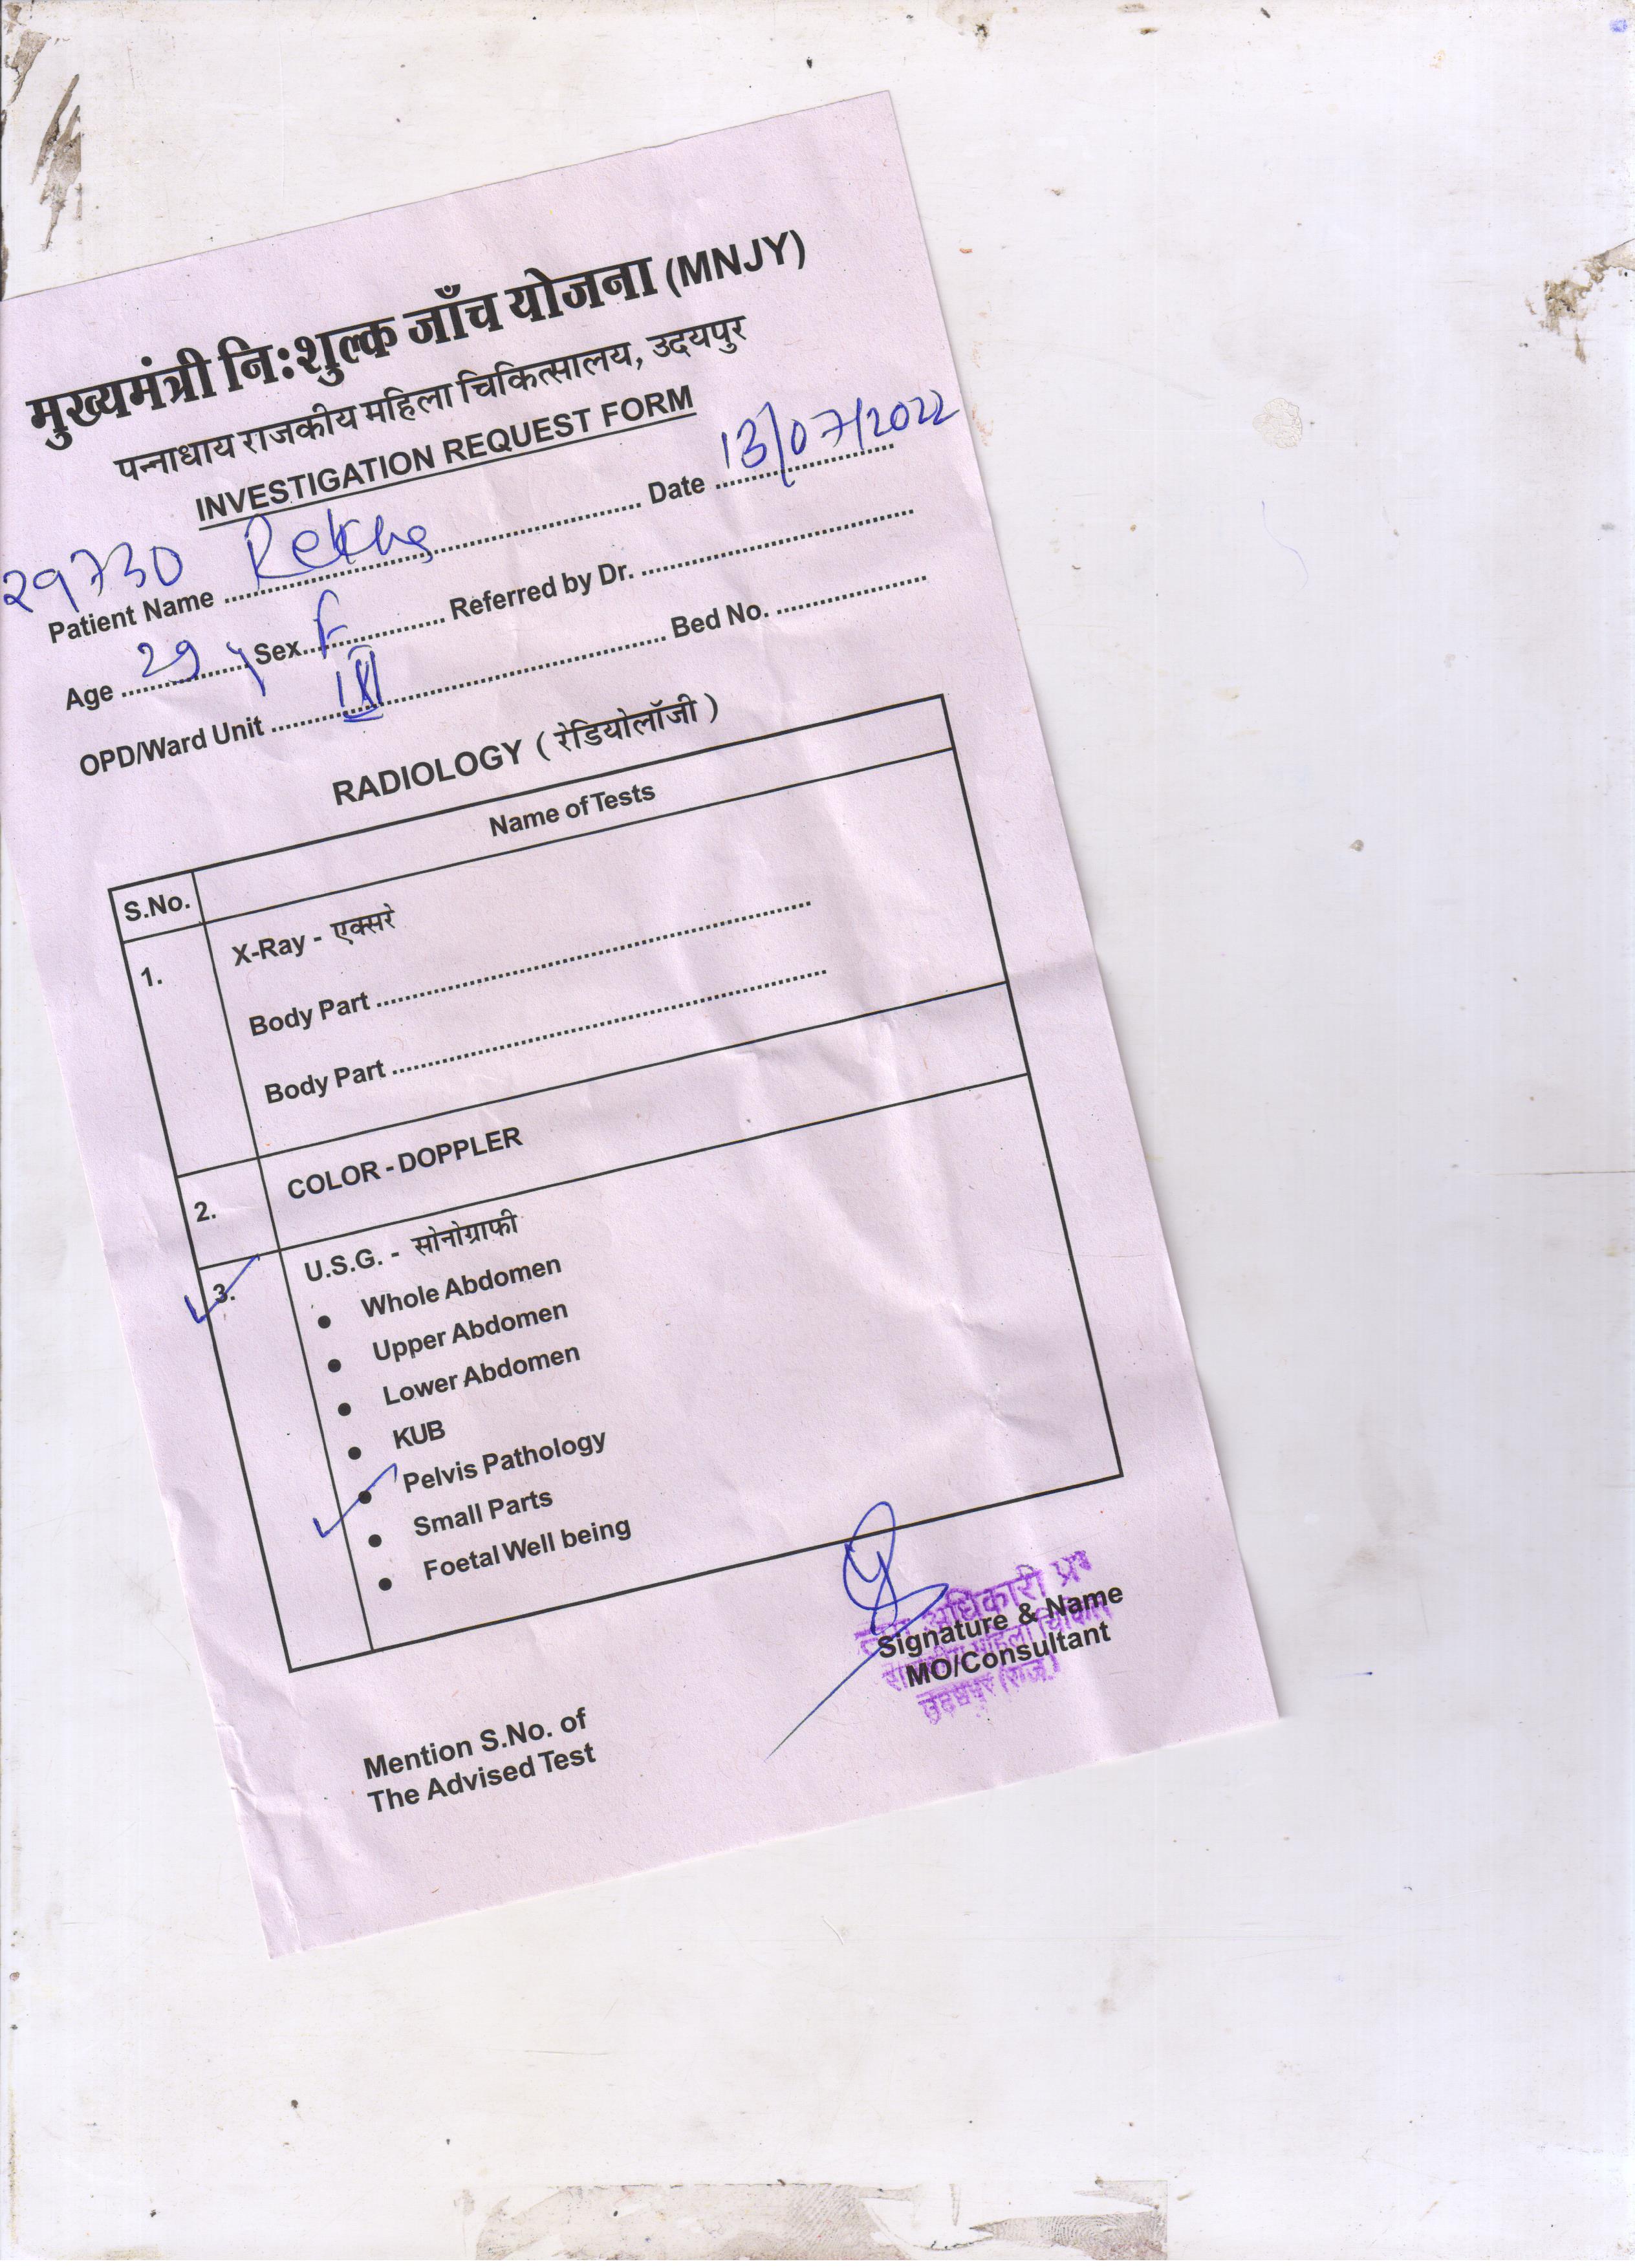 मुख्यमंत्री निःशुल्क जाँच योजना (MNJY)
पन्नाधाय राजकीय महिला चिकित्सालय, उदयपुर
INVESTIGATION REQUEST FORM
29730
Patient Name ........ Rekha ........ Date 13/07/2022
Age 29 y Sex F Referred by Dr. ........
OPD/Ward Unit ........ Bed No. ........
RADIOLOGY ( रेडियोलॉजी )
S.No. Name of Tests
1. X-Ray - एक्सरे
Body Part ........
Body Part ........
2. COLOR - DOPPLER
✓ 3. U.S.G. - सोनोग्राफी
• Whole Abdomen
• Upper Abdomen
• Lower Abdomen
• KUB
✓ • Pelvis Pathology
• Small Parts
• Foetal Well being
अधिकारी
Signature & Name
महिला
MO/Consultant
उदयपुर (राज.)
Mention S.No. of
The Advised Test